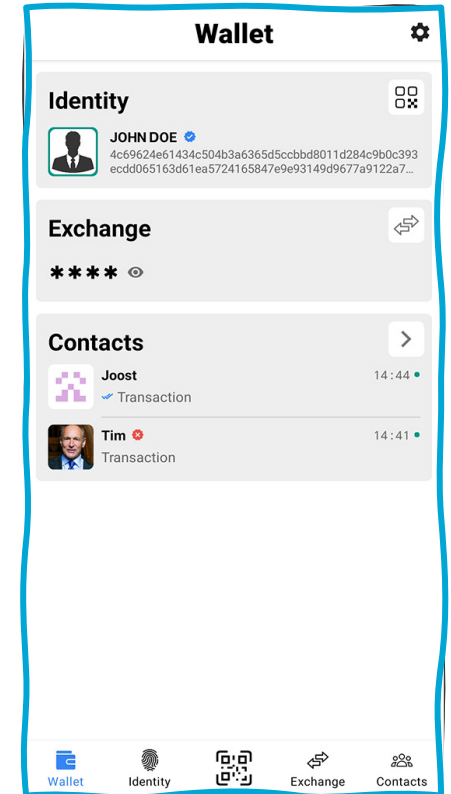 Wallet
Identity
JOHN DOE
4c69624e61434c504b3a6365d5ccbbd8011d284c9b0c393
ecdd065163d61ea5724165847e9e93149d9677a9122a7...
Exchange
****
Contacts
Joost
14:44
Transaction
Tim
14:41
Transaction
Wallet
Identity
Exchange
Contacts